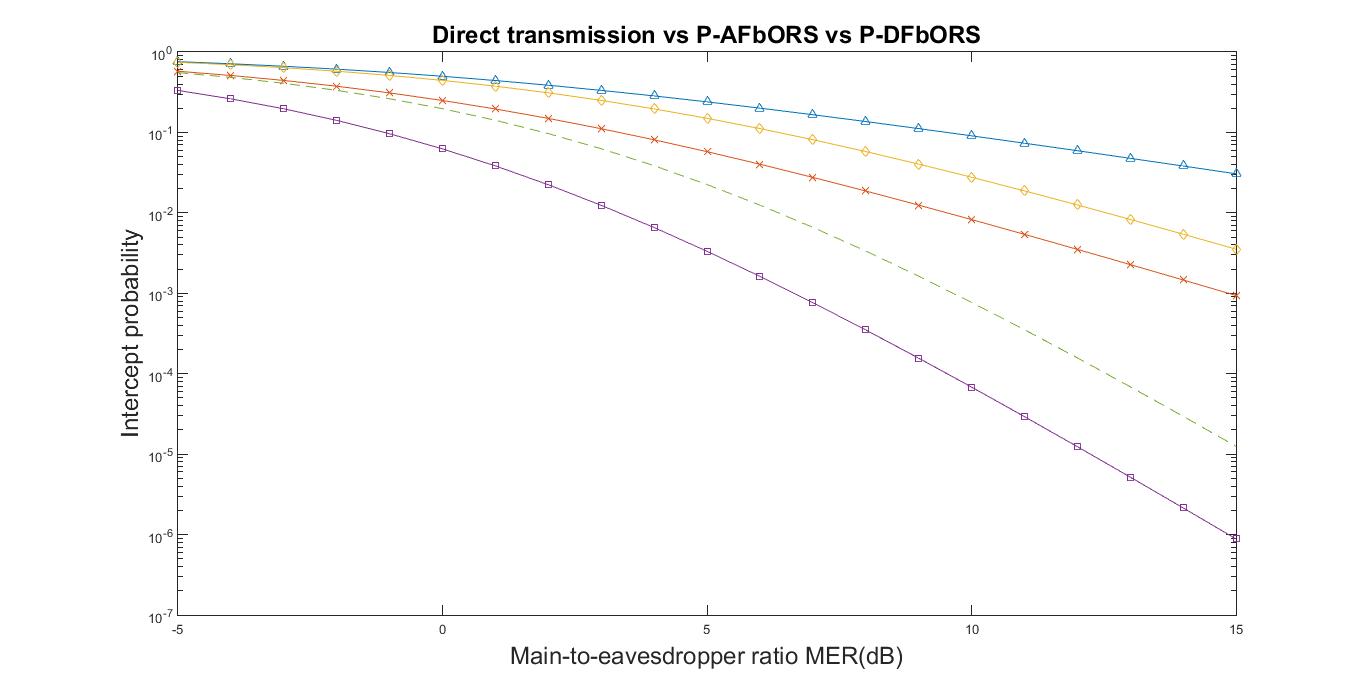 Direct transmission vs P-AFbORS vs P-DFbORS
10^0
10^-1
10^-2
10^-3
10^-4
10^-5
10^-6
10^-7
Intercept probability
-5 0 5 10 15
Main-to-eavesdropper ratio MER(dB)